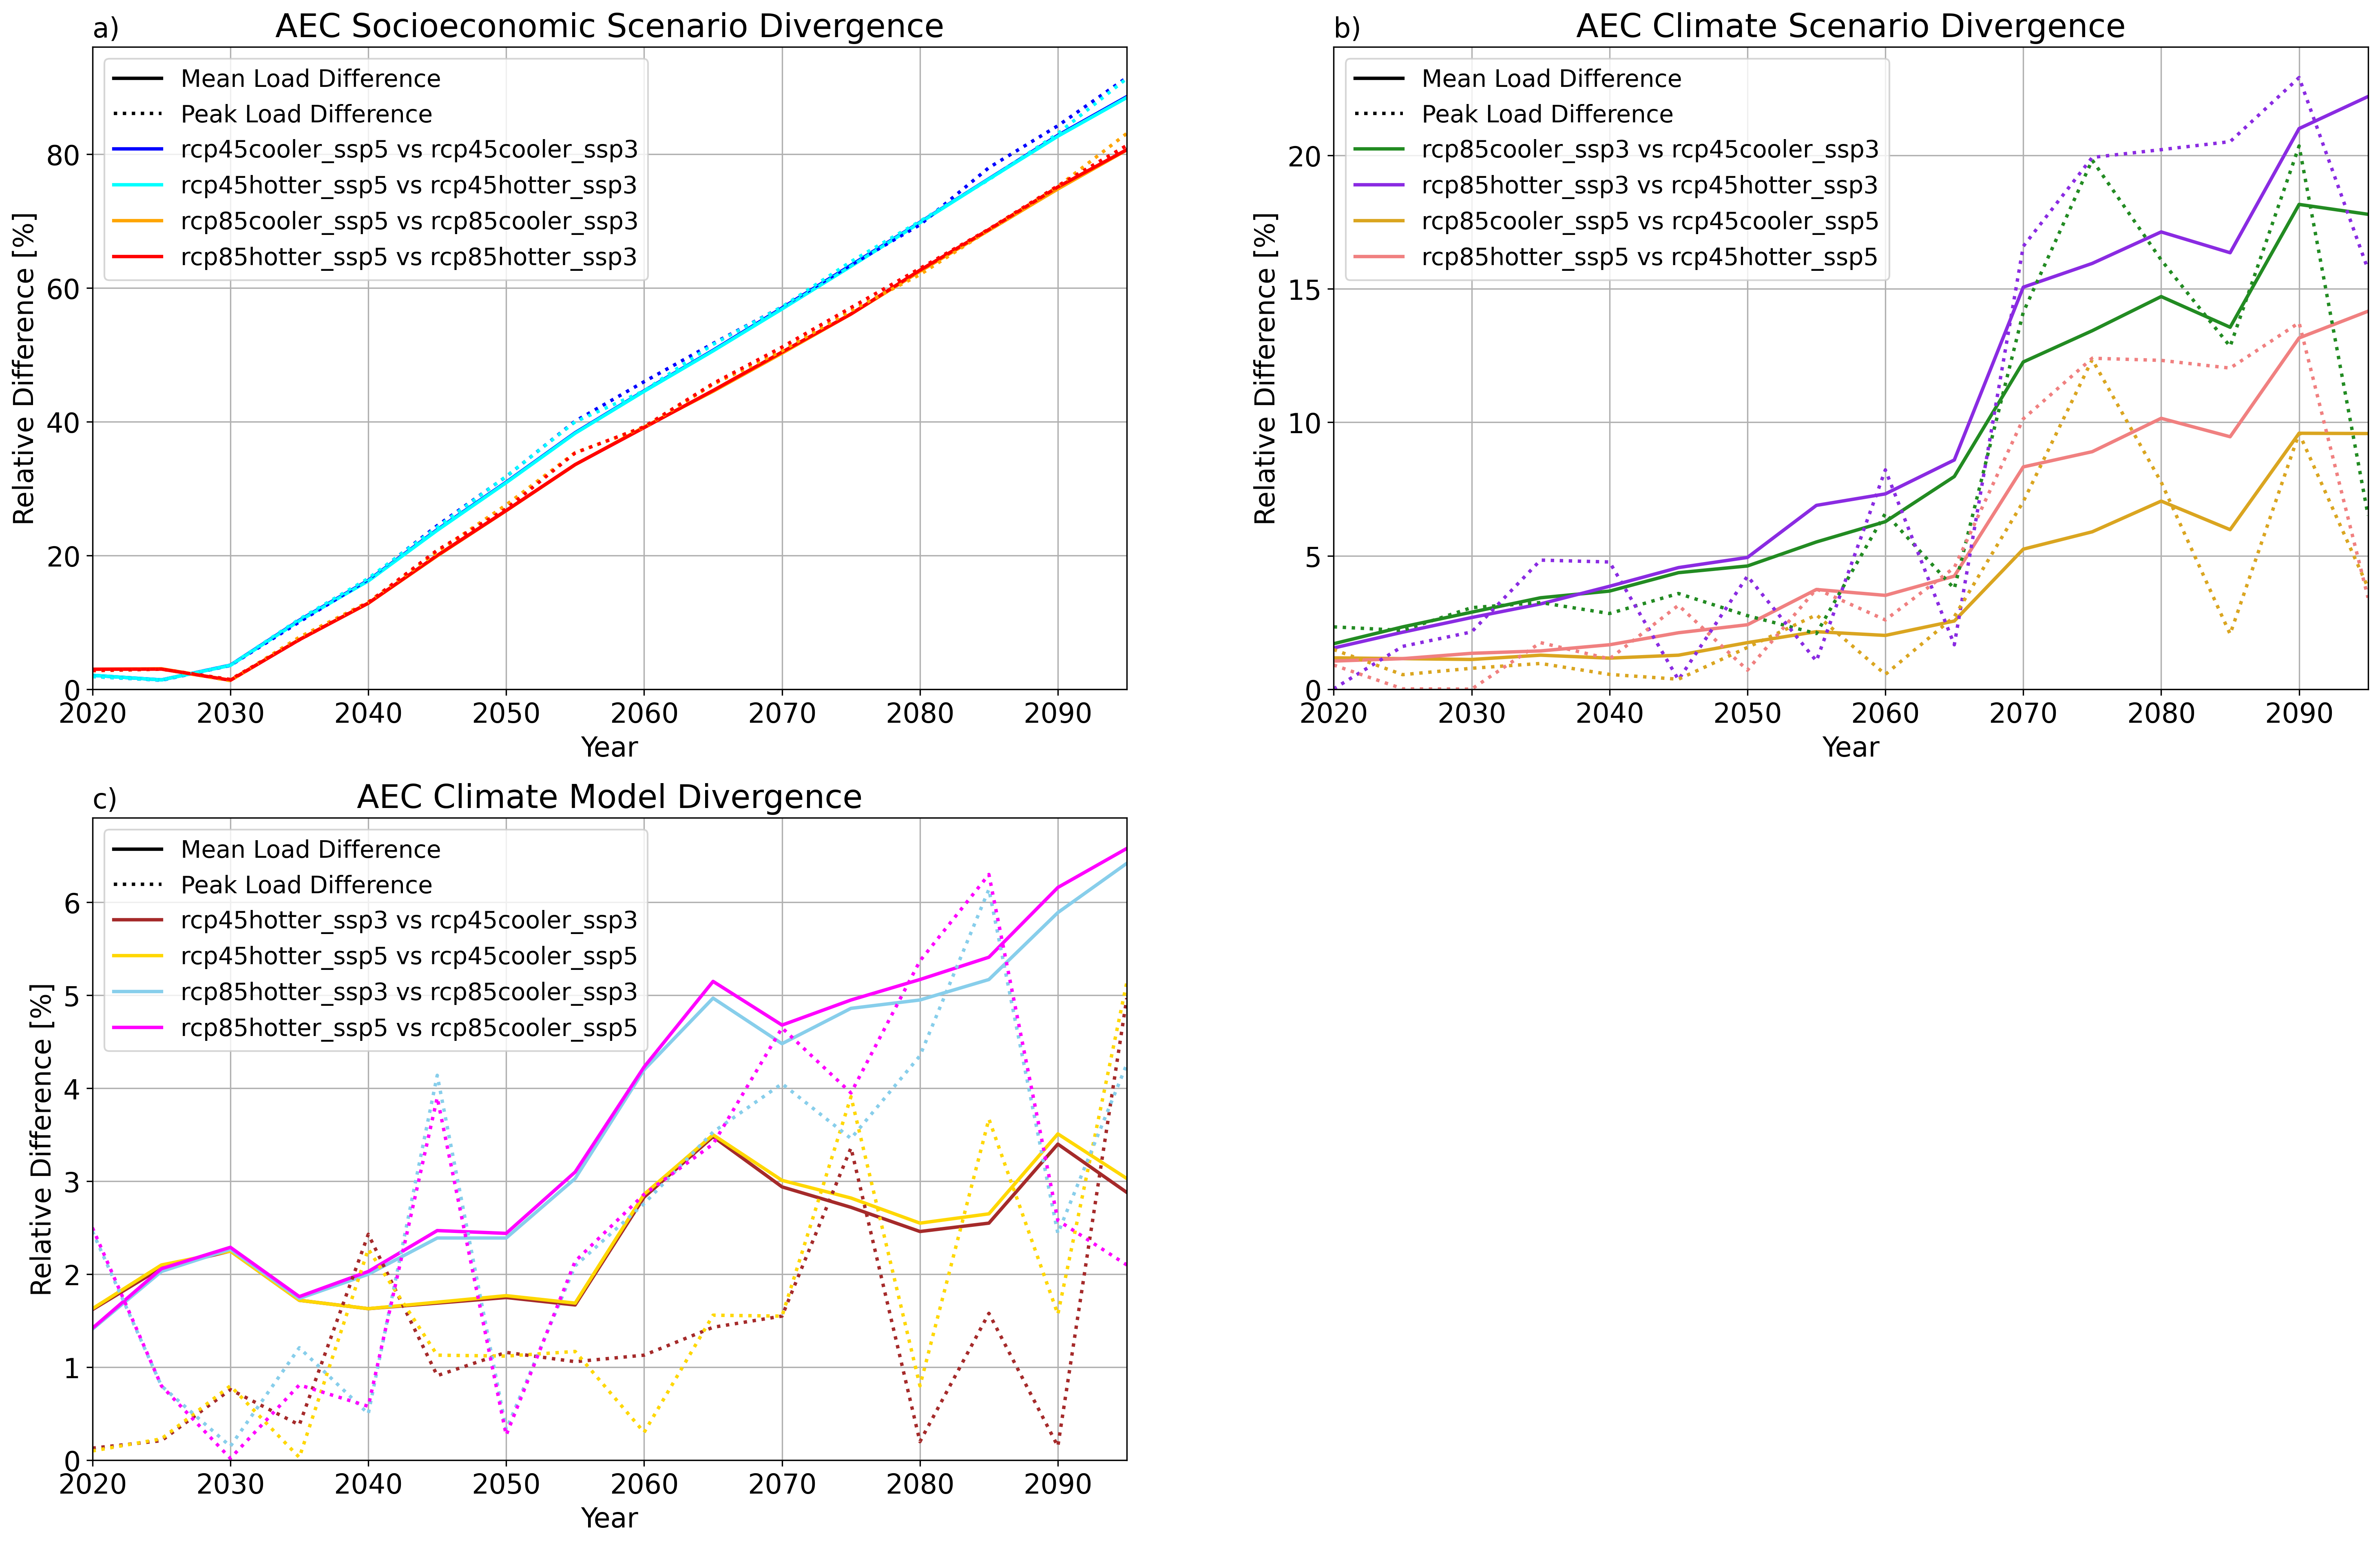 a)
AEC Socioeconomic Scenario Divergence
Mean Load Difference
Peak Load Difference
rcp45cooler_ssp5 vs rcp45cooler_ssp3
rcp45hotter_ssp5 vs rcp45hotter_ssp3
rcp85cooler_ssp5 vs rcp85cooler_ssp3
rcp85hotter_ssp5 vs rcp85hotter_ssp3
Relative Difference [%]
80
60
40
20
0
2020 2030 2040 2050 2060 2070 2080 2090
Year
b)
AEC Climate Scenario Divergence
Mean Load Difference
Peak Load Difference
rcp85cooler_ssp3 vs rcp45cooler_ssp3
rcp85hotter_ssp3 vs rcp45hotter_ssp3
rcp85cooler_ssp5 vs rcp45cooler_ssp5
rcp85hotter_ssp5 vs rcp45hotter_ssp5
Relative Difference [%]
20
15
10
5
0
2020 2030 2040 2050 2060 2070 2080 2090
Year
c)
AEC Climate Model Divergence
Mean Load Difference
Peak Load Difference
rcp45hotter_ssp3 vs rcp45cooler_ssp3
rcp45hotter_ssp5 vs rcp45cooler_ssp5
rcp85hotter_ssp3 vs rcp85cooler_ssp3
rcp85hotter_ssp5 vs rcp85cooler_ssp5
Relative Difference [%]
6
5
4
3
2
1
0
2020 2030 2040 2050 2060 2070 2080 2090
Year